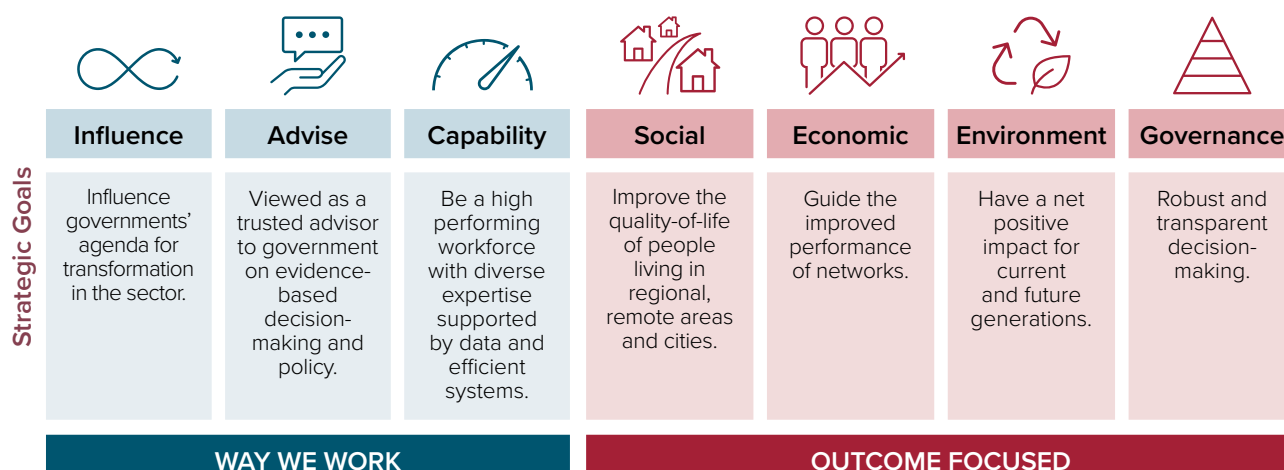 Strategic Goals
Influence
Influence
governments’
agenda for
transformation
in the sector.
Advise
Viewed as a
trusted advisor
to government
on evidence-
based
decision-
making and
policy.
Capability
Be a high
performing
workforce
with diverse
expertise
supported
by data and
efficient
systems.
Social
Improve the
quality-of-life
of people
living in
regional,
remote areas
and cities.
Economic
Guide the
improved
performance
of networks.
Environment
Have a net
positive
impact for
current
and future
generations.
Governance
Robust and
transparent
decision-
making.
WAY WE WORK
OUTCOME FOCUSED